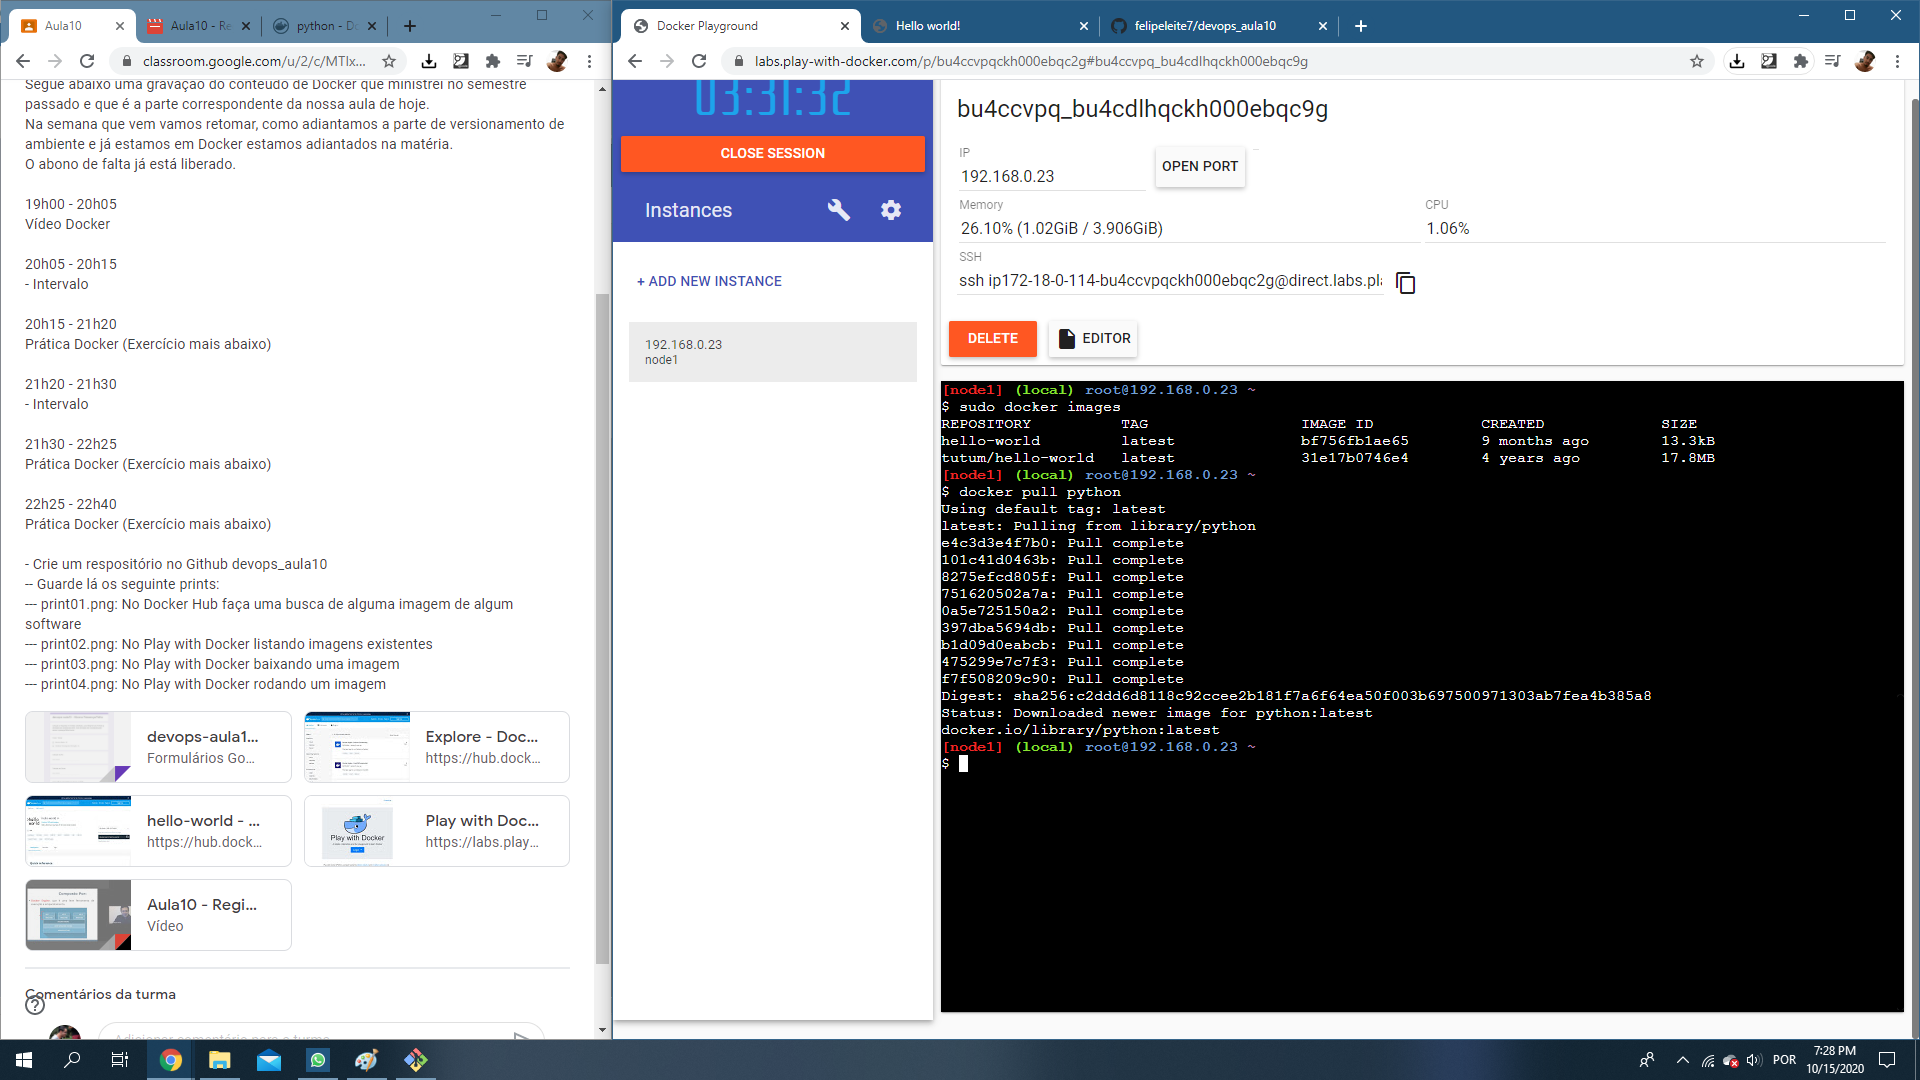 Aula10
Aula10 - Re
python - Do
classroom.google.com/u/2/c/MTIx...
Segue abaixo uma gravação do conteúdo de Docker que ministrei no semestre
passado e que é a parte correspondente da nossa aula de hoje.
Na semana que vem vamos retomar, como adiantamos a parte de versionamento de
ambiente e já estamos em Docker estamos adiantados na matéria.
O abono de falta já está liberado.
19h00 - 20h05
Vídeo Docker
20h05 - 20h15
- Intervalo
20h15 - 21h20
Prática Docker (Exercício mais abaixo)
21h20 - 21h30
- Intervalo
21h30 - 22h25
Prática Docker (Exercício mais abaixo)
22h25 - 22h40
Prática Docker (Exercício mais abaixo)
- Crie um respositório no Github devops_aula10
-- Guarde lá os seguinte prints:
--- print01.png: No Docker Hub faça uma busca de alguma imagem de algum
software
--- print02.png: No Play with Docker listando imagens existentes
--- print03.png: No Play with Docker baixando uma imagem
--- print04.png: No Play with Docker rodando um imagem
devops-aula1...
Formulários Go...
Explore - Doc...
https://hub.dock...
hello-world - ...
https://hub.dock...
Play with Docker
Play with Doc...
https://labs.play...
Aula10 - Regi...
Vídeo
Comentários da turma
Adicionar comentário para a turma...
Docker Playground
Hello world!
felipeleite7/devops_aula10
labs.play-with-docker.com/p/bu4ccvpqckh000ebqc2g#bu4ccvpq_bu4cdlhqckh000ebqc9g
03:31:32
CLOSE SESSION
Instances
+ ADD NEW INSTANCE
192.168.0.23
node1
bu4ccvpq_bu4cdlhqckh000ebqc9g
IP
192.168.0.23
OPEN PORT
Memory
26.10% (1.02GiB / 3.906GiB)
CPU
1.06%
SSH
ssh ip172-18-0-114-bu4ccvpqckh000ebqc2g@direct.labs.pl
DELETE
EDITOR
[node1] (local) root@192.168.0.23 ~
$ sudo docker images
REPOSITORY TAG IMAGE ID CREATED SIZE
hello-world latest bf756fb1ae65 9 months ago 13.3kB
tutum/hello-world latest 31e17b0746e4 4 years ago 17.8MB
[node1] (local) root@192.168.0.23 ~
$ docker pull python
Using default tag: latest
latest: Pulling from library/python
e4c3d3e4f7b0: Pull complete
101c41d0463b: Pull complete
8275efcd805f: Pull complete
751620502a7a: Pull complete
0a5e725150a2: Pull complete
397dba5694db: Pull complete
b1d09d0eabcb: Pull complete
475299e7c7f3: Pull complete
f7f508209c90: Pull complete
Digest: sha256:c2ddd6d8118c92ccee2b181f7a6f64ea50f003b697500971303ab7fea4b385a8
Status: Downloaded newer image for python:latest
docker.io/library/python:latest
[node1] (local) root@192.168.0.23 ~
$
POR
7:28 PM
10/15/2020